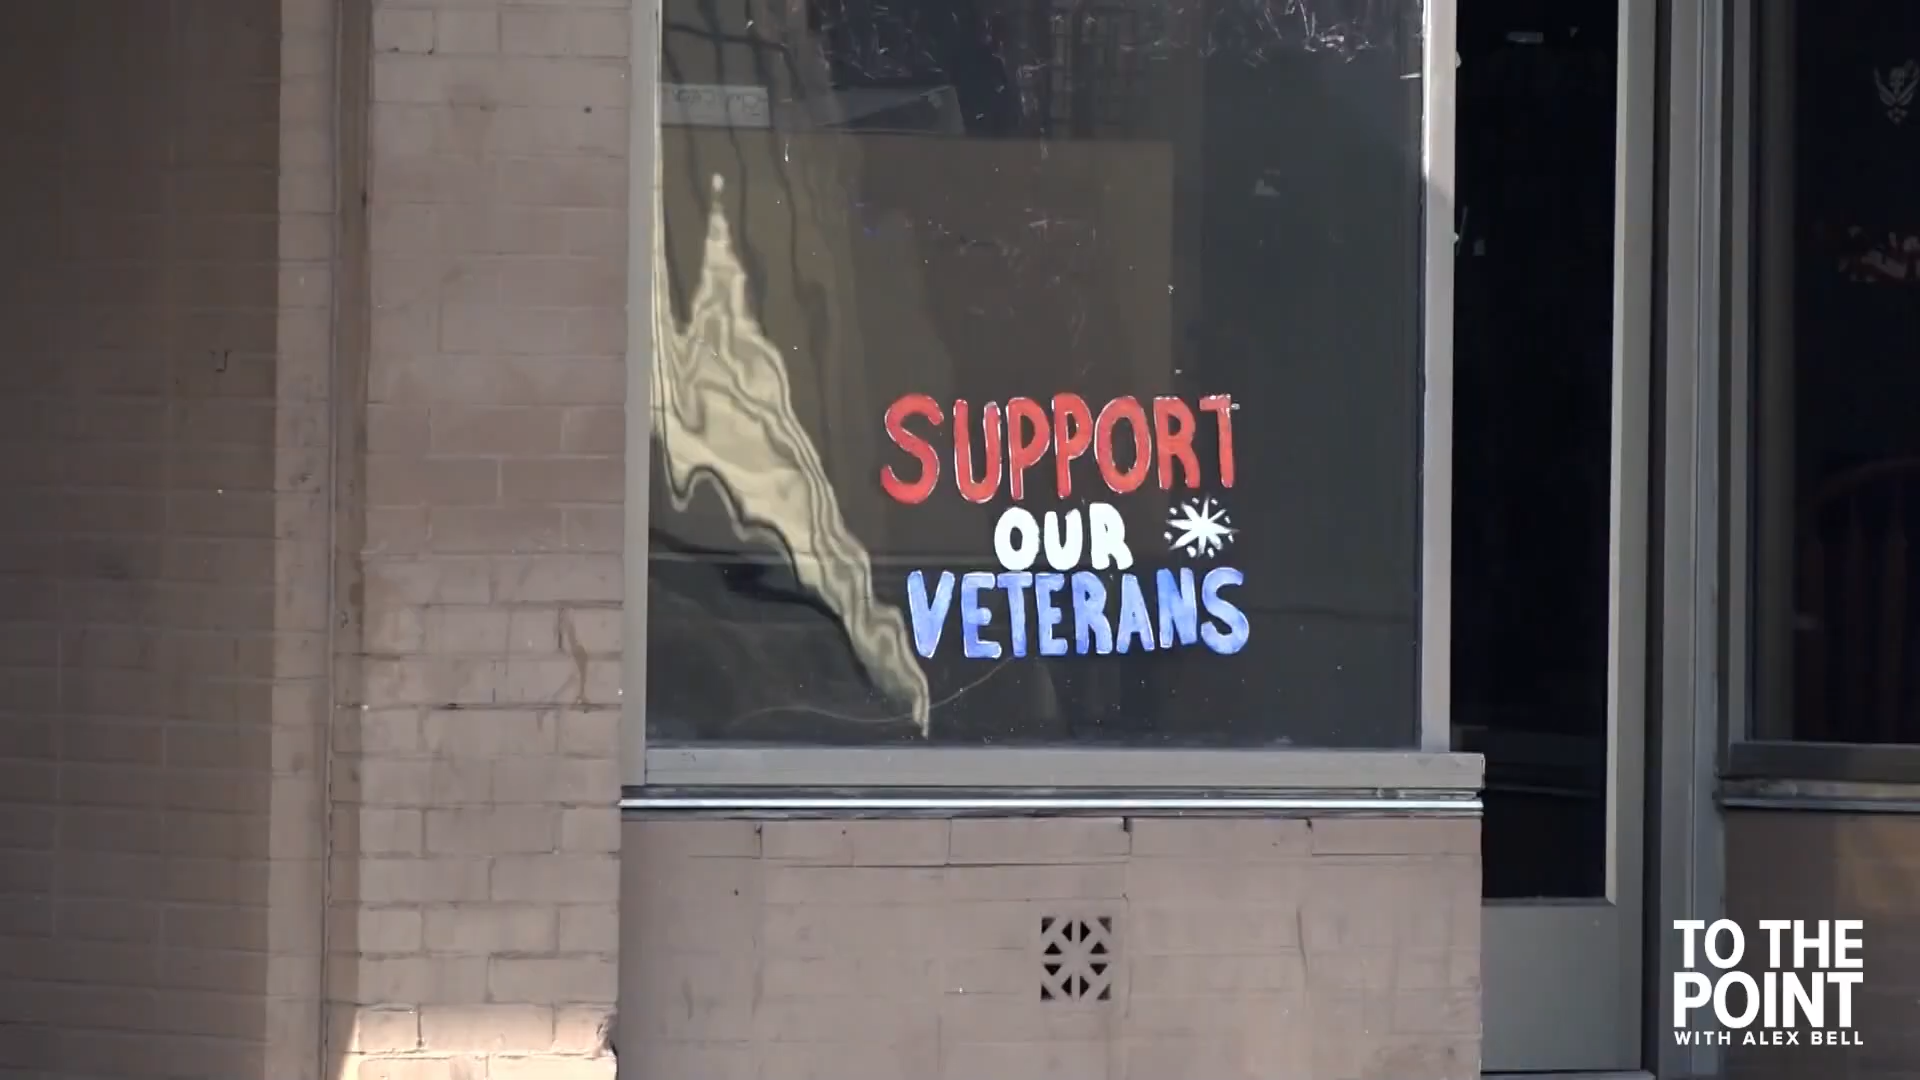 SUPPORT
OUR
VETERANS
TO THE
POINT
WITH ALEX BELL